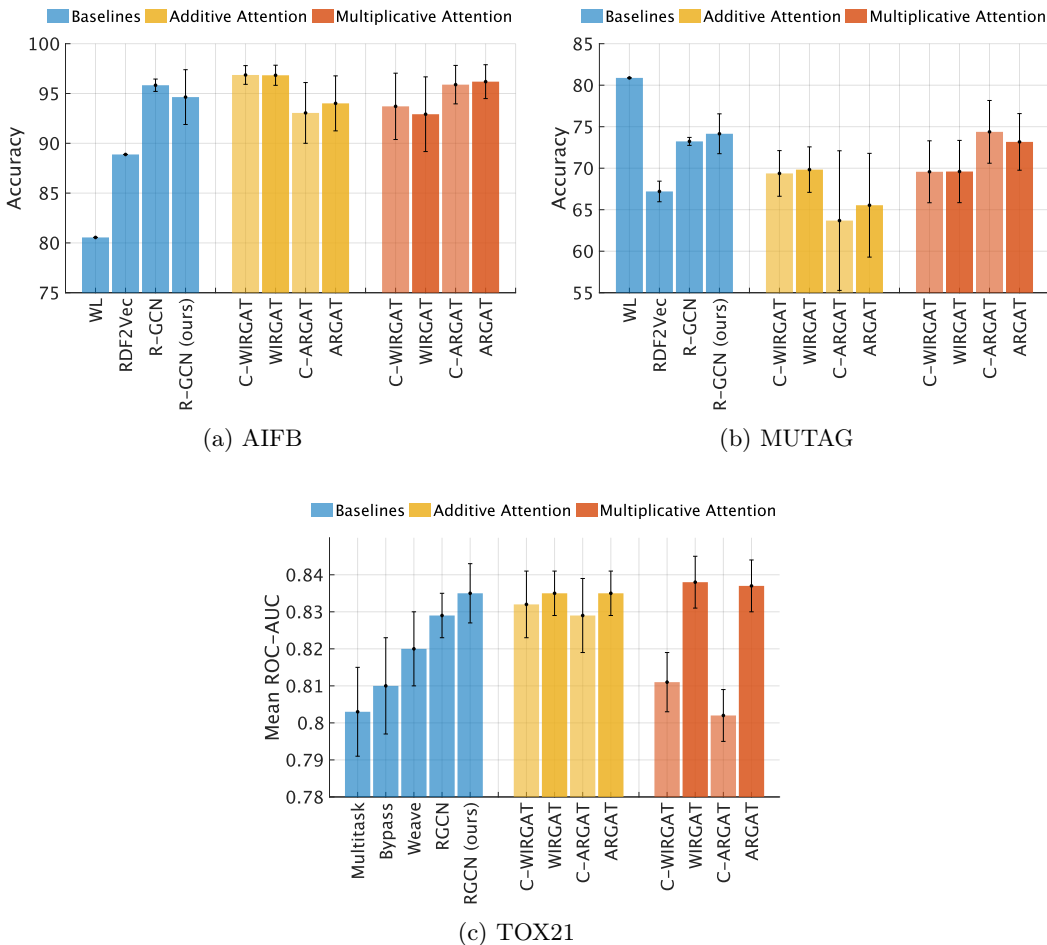 Baselines Additive Attention Multiplicative Attention
Accuracy
100
95
90
85
80
75
WL
RDF2Vec
R-GCN
R-GCN (ours)
C-WIRGAT
WIRGAT
C-ARGAT
ARGAT
C-WIRGAT
WIRGAT
C-ARGAT
ARGAT
(a) AIFB
Baselines Additive Attention Multiplicative Attention
Accuracy
85
80
75
70
65
60
55
WL
RDF2Vec
R-GCN
R-GCN (ours)
C-WIRGAT
WIRGAT
C-ARGAT
ARGAT
C-WIRGAT
WIRGAT
C-ARGAT
ARGAT
(b) MUTAG
Baselines Additive Attention Multiplicative Attention
Mean ROC-AUC
0.84
0.83
0.82
0.81
0.8
0.79
0.78
Multitask
Bypass
Weave
RGCN
RGCN (ours)
C-WIRGAT
WIRGAT
C-ARGAT
ARGAT
C-WIRGAT
WIRGAT
C-ARGAT
ARGAT
(c) TOX21